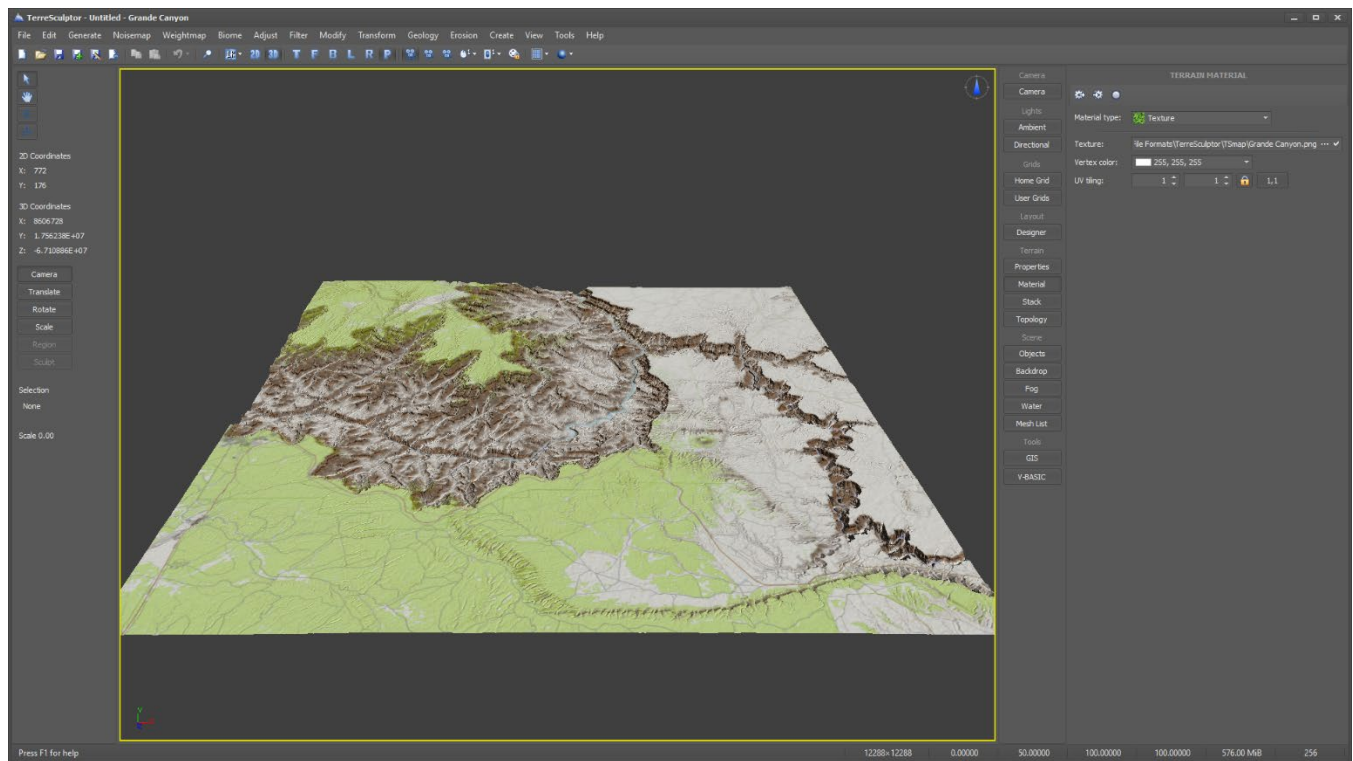 TerreSculptor - Untitled - Grande Canyon
File Edit Generate Noisemap Weightmap Biome Adjust Filter Modify Transform Geology Erosion Create View Tools Help
2D 3D T F B L R P
2D Coordinates
X: 772
Y: 176
3D Coordinates
X: 8606728
Y: 1.756238E+07
Z: -6.710886E+07
Camera
Translate
Rotate
Scale
Region
Sculpt
Selection
None
Scale 0.00
Y
Camera
Camera
Lights
Ambient
Directional
Grids
Home Grid
User Grids
Layout
Designer
Terrain
Properties
Material
Stack
Topology
Scene
Objects
Backdrop
Fog
Water
Mesh List
Tools
GIS
V-BASIC
TERRAIN MATERIAL
Material type: Texture
Texture: File Formats\TerreSculptor\TSmap\Grande Canyon.png ...
Vertex color: 255, 255, 255
UV tiling: 1 1 1,1
Press F1 for help
12288×12288 0.00000 50.00000 100.00000 100.00000 576.00 MiB 256